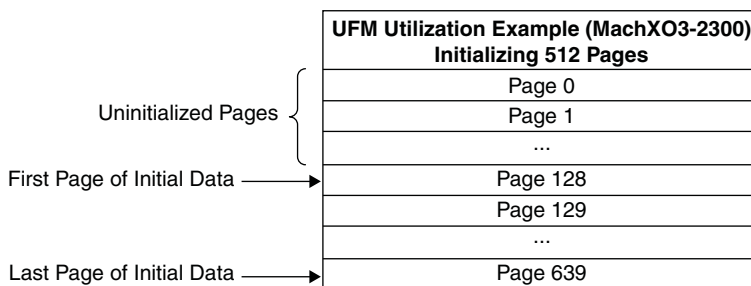 UFM Utilization Example (MachXO3-2300)
Initializing 512 Pages
Page 0
Uninitialized Pages
Page 1
...
First Page of Initial Data
Page 128
Page 129
...
Last Page of Initial Data
Page 639